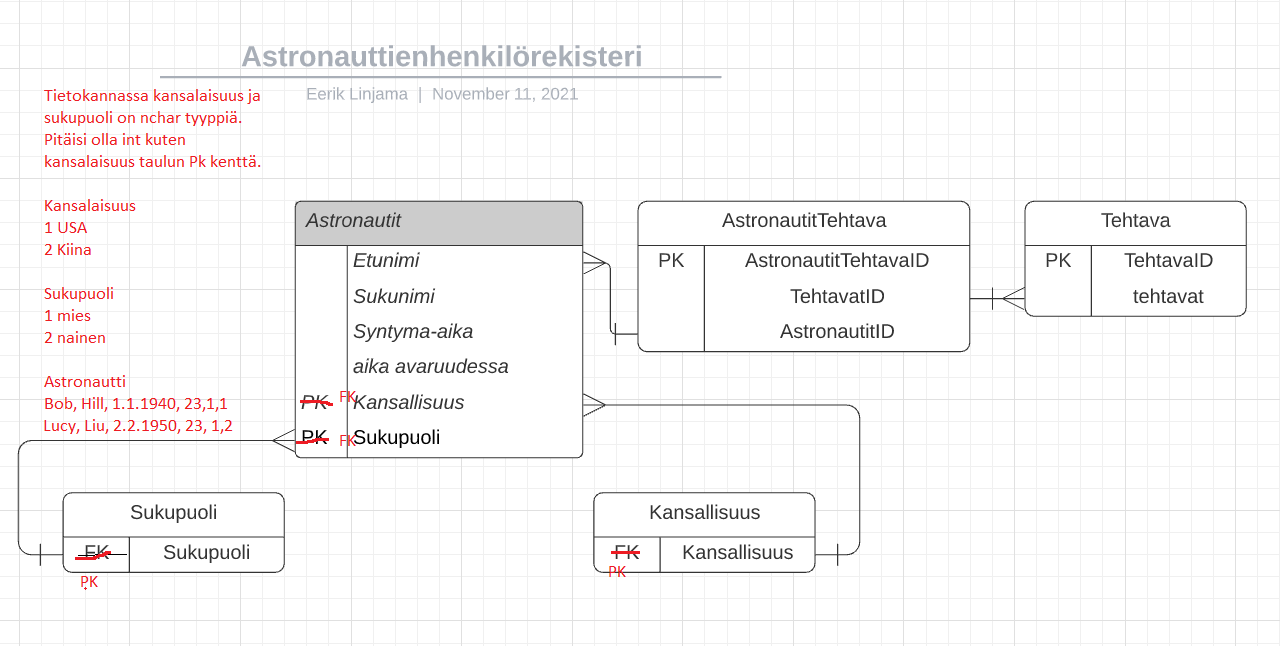 Astronauttienhenkilörekisteri
Eerik Linjama | November 11, 2021
Tietokannassa kansalaisuus ja
sukupuoli on nchar tyyppiä.
Pitäisi olla int kuten
kansalaisuus taulun Pk kenttä.
Kansalaisuus
1 USA
2 Kiina
Sukupuoli
1 mies
2 nainen
Astronautti
Bob, Hill, 1.1.1940, 23,1,1
Lucy, Liu, 2.2.1950, 23, 1,2
Astronautit
Etunimi
Sukunimi
Syntyma-aika
aika avaruudessa
PK FK Kansallisuus
PK FK Sukupuoli
AstronautitTehtava
PK AstronautitTehtavaID
TehtavatID
AstronautitID
Tehtava
PK TehtavaID
tehtavat
Sukupuoli
FK Sukupuoli
PK
Kansallisuus
FK Kansallisuus
PK